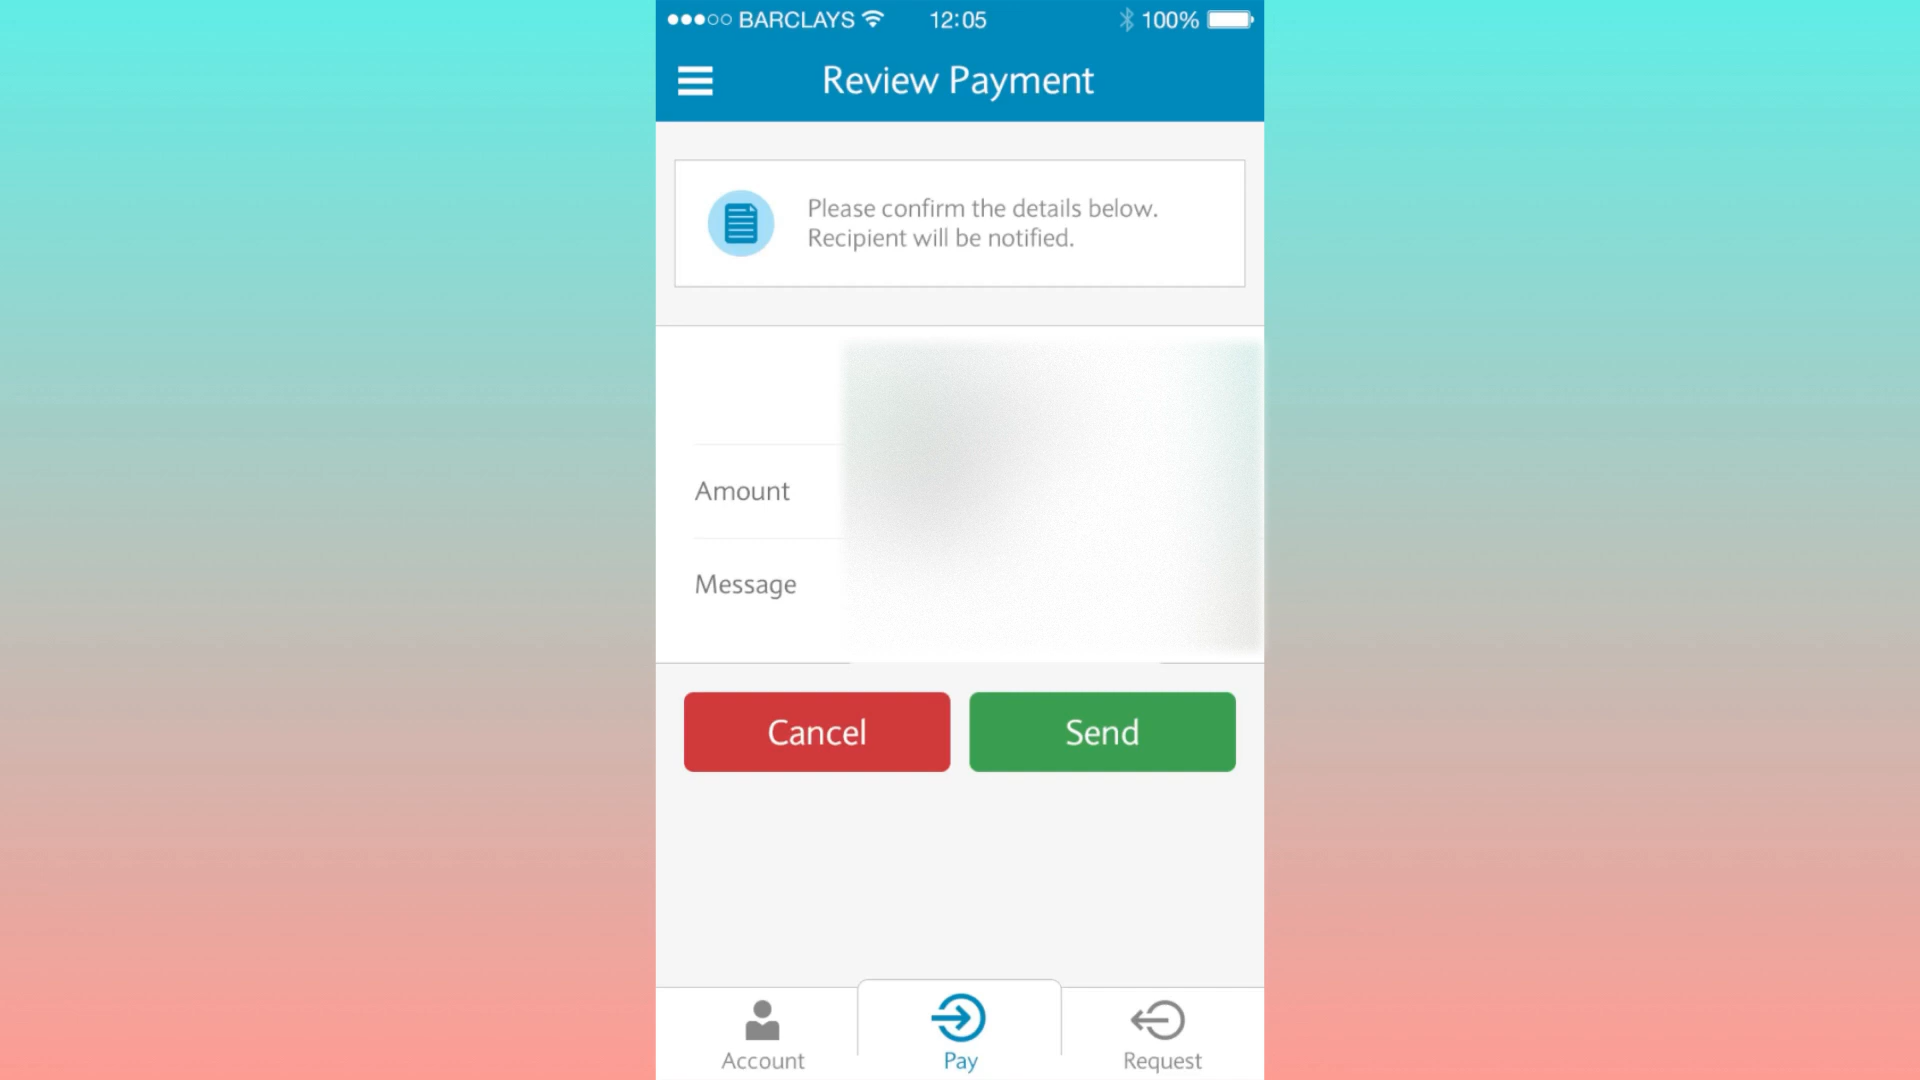 BARCLAYS 12:05 100%
Review Payment
Please confirm the details below.
Recipient will be notified.
Amount
Message
Cancel Send
Account Pay Request